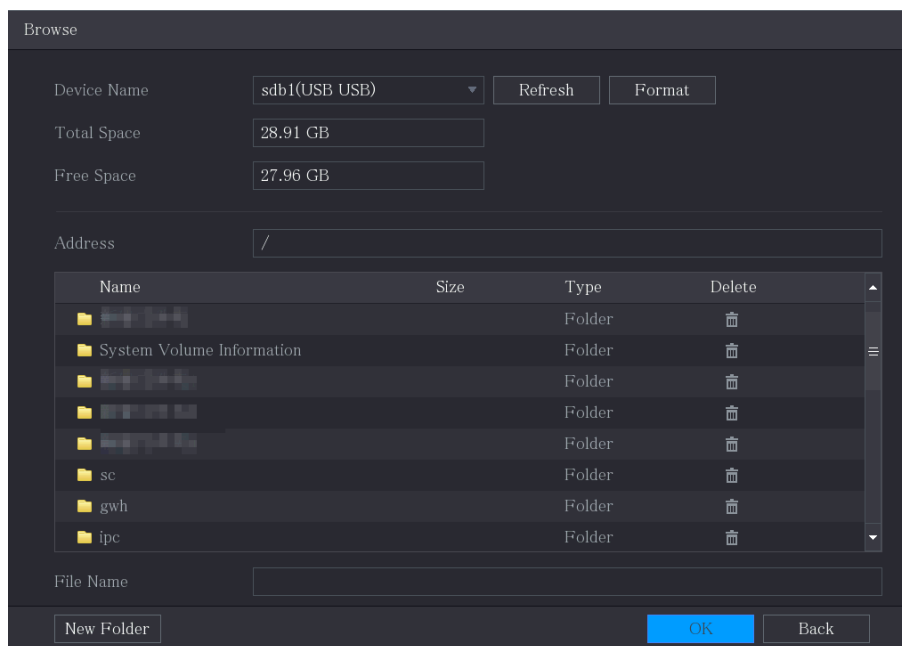 Browse
Device Name sdb1(USB USB) Refresh Format
Total Space 28.91 GB
Free Space 27.96 GB
Address /
Name Size Type Delete
Folder
System Volume Information Folder
Folder
Folder
Folder
sc Folder
gwh Folder
ipc Folder
File Name
New Folder OK Back